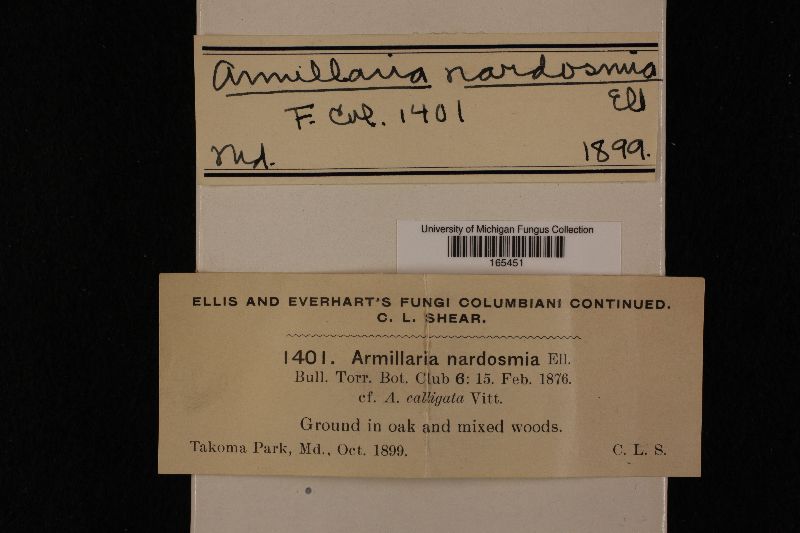 Armillaria nardosmia
Ell
F. Col. 1401
Md. 1899.
University of Michigan Fungus Collection
165451
ELLIS AND EVERHART'S FUNGI COLUMBIANI CONTINUED.
C. L. SHEAR.
1401. Armillaria nardosmia Ell.
Bull. Torr. Bot. Club 6: 15. Feb. 1876.
cf. A. calligata Vitt.
Ground in oak and mixed woods.
Takoma Park, Md., Oct. 1899. C. L. S.